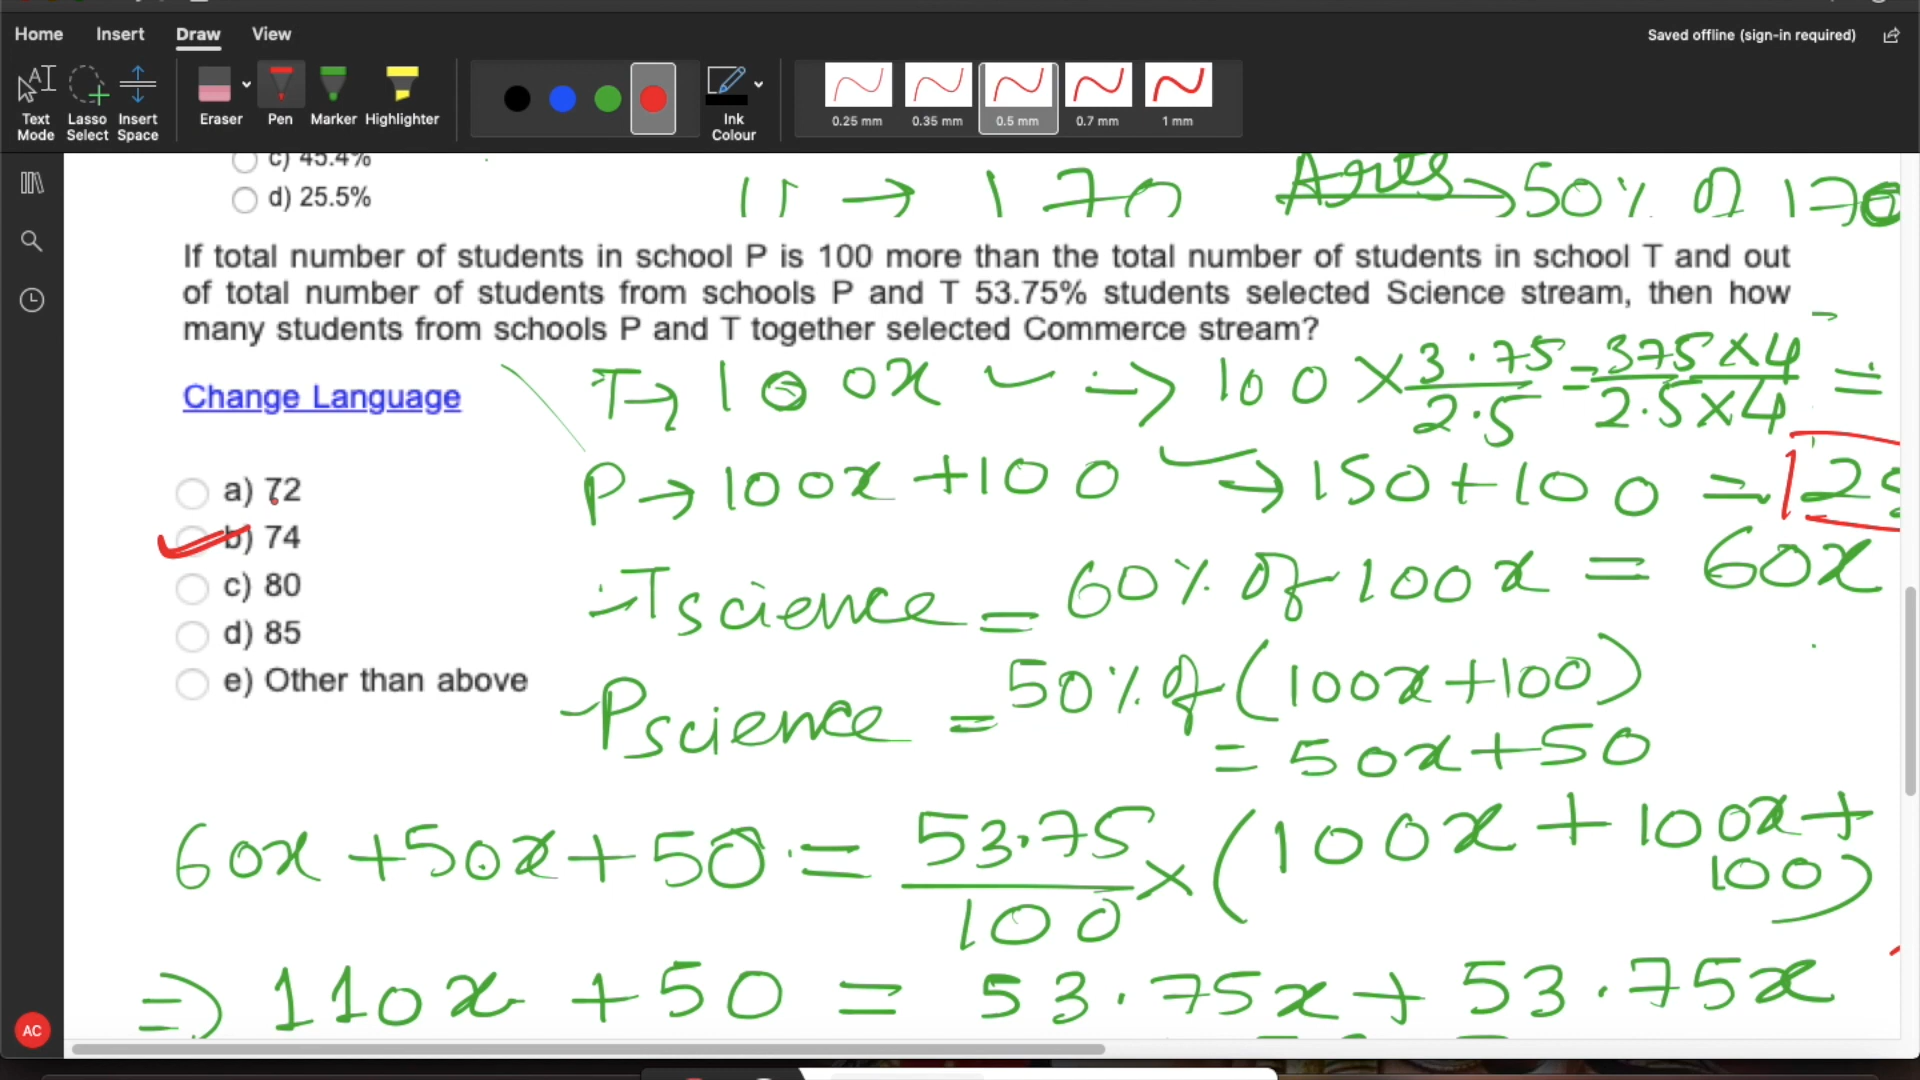 Home Insert Draw View
Saved offline (sign-in required)
Text Mode
Lasso Select
Insert Space
Eraser
Pen
Marker
Highlighter
Ink Colour
0.25 mm
0.35 mm
0.5 mm
0.7 mm
1 mm
c) 45.4%
d) 25.5%
→ 170 Arts → 50% of 170
If total number of students in school P is 100 more than the total number of students in school T and out
of total number of students from schools P and T 53.75% students selected Science stream, then how
many students from schools P and T together selected Commerce stream?
Change Language
T → 100x → 100 × 3.75/2.5 = 375×4/2.5×4 =
P → 100x + 100 → 150 + 100 =
a) 72
b) 74
c) 80
d) 85
e) Other than above
T science = 60% of 100x = 60x
P science = 50% of (100x+100)
= 50x+50
60x + 50x + 50 = 53.75/100 × (100x + 100x + 100)
⇒ 110x + 50 = 53.75x + 53.75x
AC